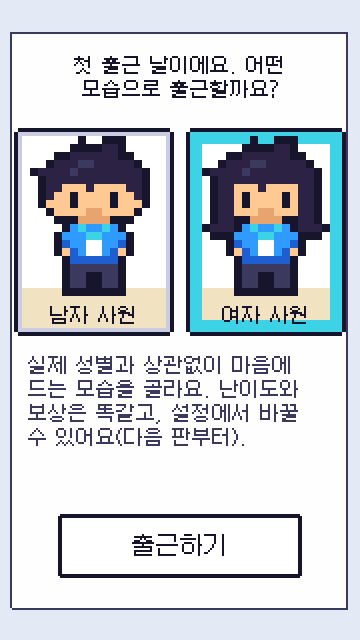 첫 출근 날이에요. 어떤
모습으로 출근할까요?
남자 사원
여자 사원
실제 성별과 상관없이 마음에
드는 모습을 골라요. 난이도와
보상은 똑같고, 설정에서 바꿀
수 있어요(다음 판부터).
출근하기